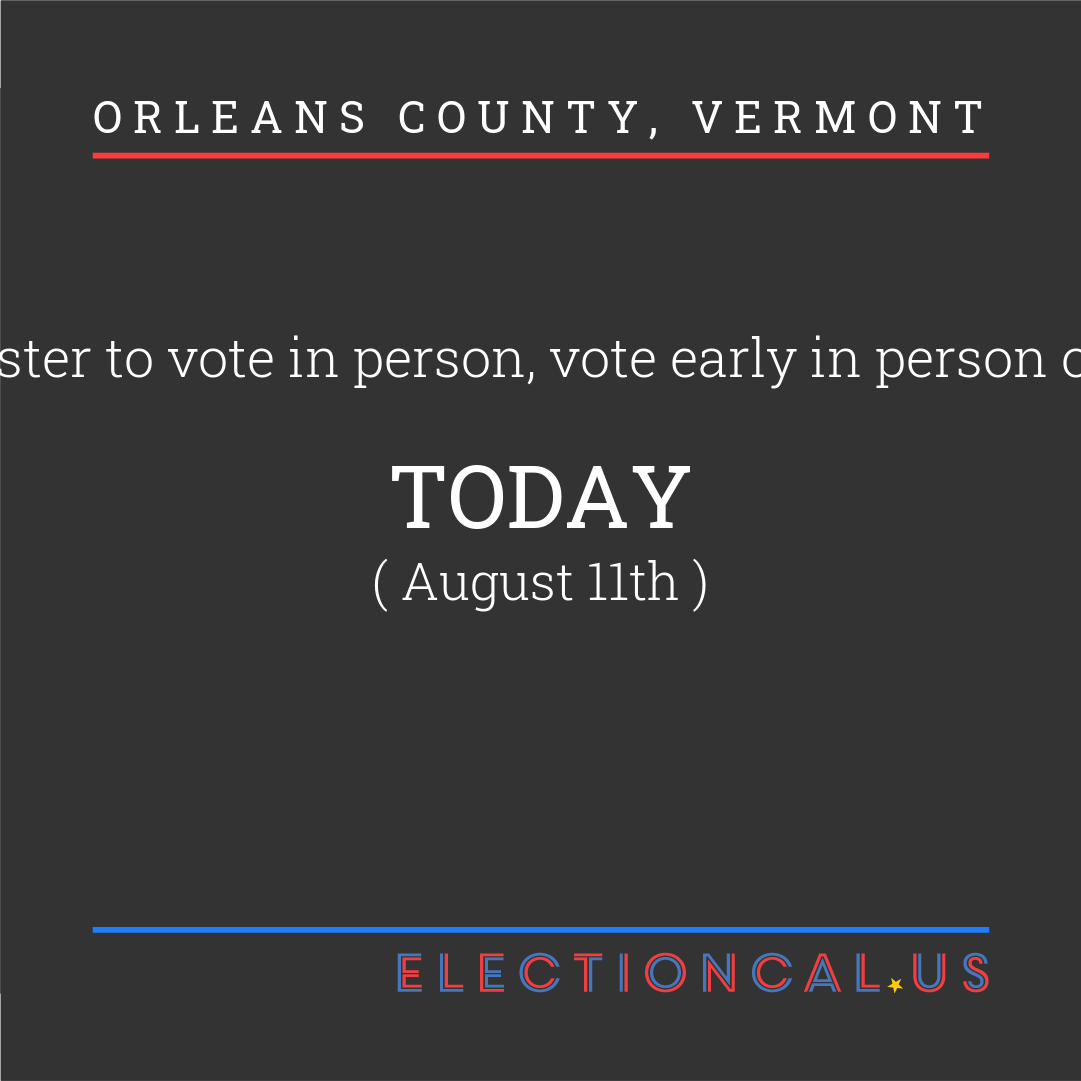 ORLEANS COUNTY, VERMONT
ster to vote in person, vote early in person o
TODAY
( August 11th )
ELECTIONCAL.US